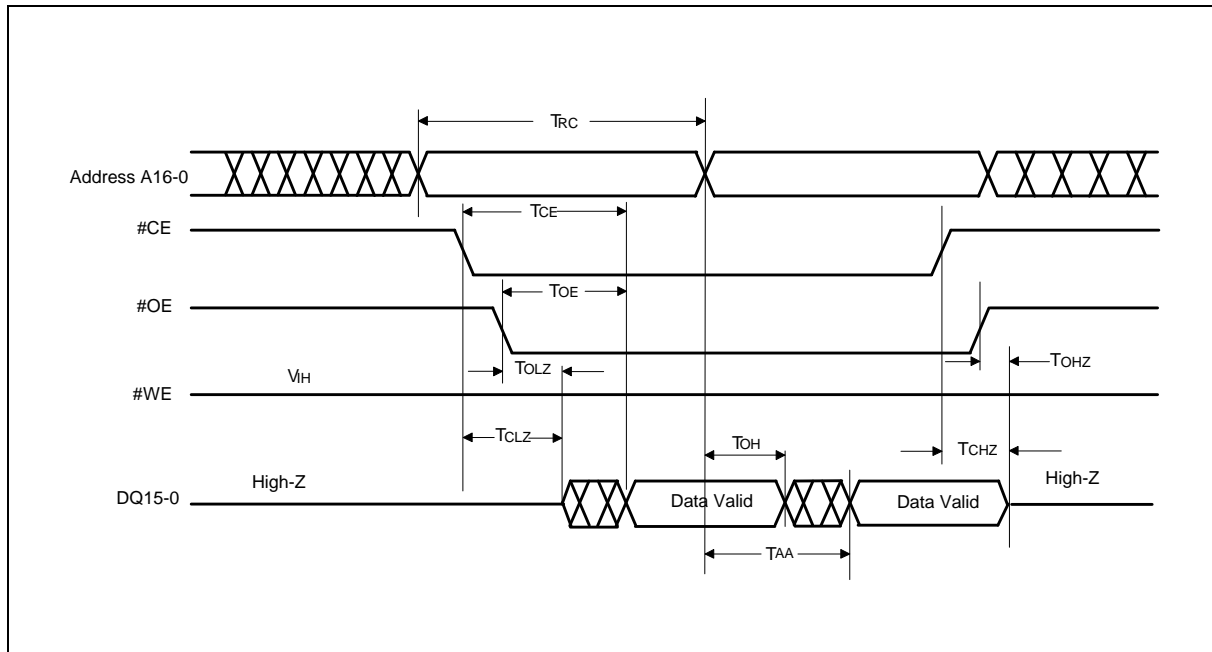 TRC
Address A16-0
TCE
#CE
TOE
#OE
TOLZ
TOHZ
VIH
#WE
TCLZ
TOH
TCHZ
High-Z
High-Z
DQ15-0
Data Valid
Data Valid
TAA